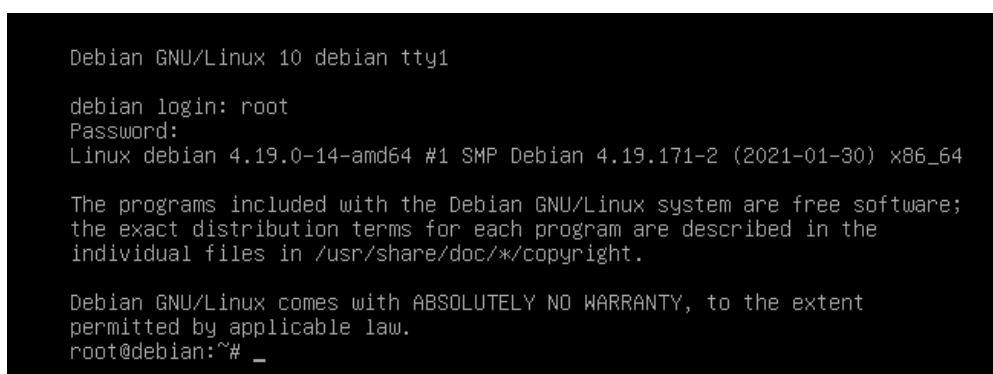 Debian GNU/Linux 10 debian tty1
debian login: root
Password:
Linux debian 4.19.0-14-amd64 #1 SMP Debian 4.19.171-2 (2021-01-30) x86_64
The programs included with the Debian GNU/Linux system are free software;
the exact distribution terms for each program are described in the
individual files in /usr/share/doc/*/copyright.
Debian GNU/Linux comes with ABSOLUTELY NO WARRANTY, to the extent
permitted by applicable law.
root@debian:~# _